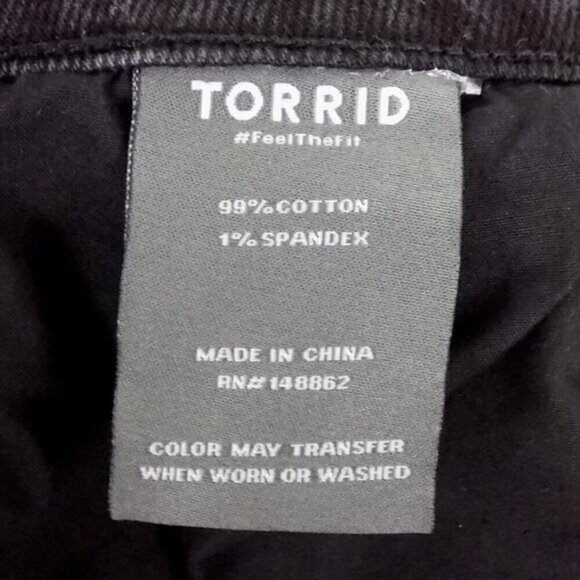 TORRID
#FeelTheFit
99% COTTON
1% SPANDEX
MADE IN CHINA
RN# 148862
COLOR MAY TRANSFER
WHEN WORN OR WASHED